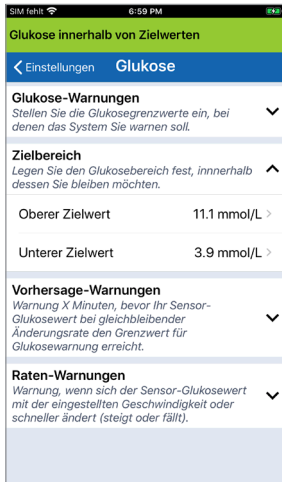 SIM fehlt 6:59 PM
Glukose innerhalb von Zielwerten
Einstellungen Glukose
Glukose-Warnungen
Stellen Sie die Glukosegrenzwerte ein, bei
denen das System Sie warnen soll.
Zielbereich
Legen Sie den Glukosebereich fest, innnerhalb
dessen Sie bleiben möchten.
Oberer Zielwert 11.1 mmol/L
Unterer Zielwert 3.9 mmol/L
Vorhersage-Warnungen
Warnung X Minuten, bevor Ihr Sensor-
Glukosewert bei gleichbleibender
Änderungsrate den Grenzwert für
Glukosewarnung erreicht.
Raten-Warnungen
Warnung, wenn sich der Sensor-Glukosewert
mit der eingestellten Geschwindigkeit oder
schneller ändert (steigt oder fällt).